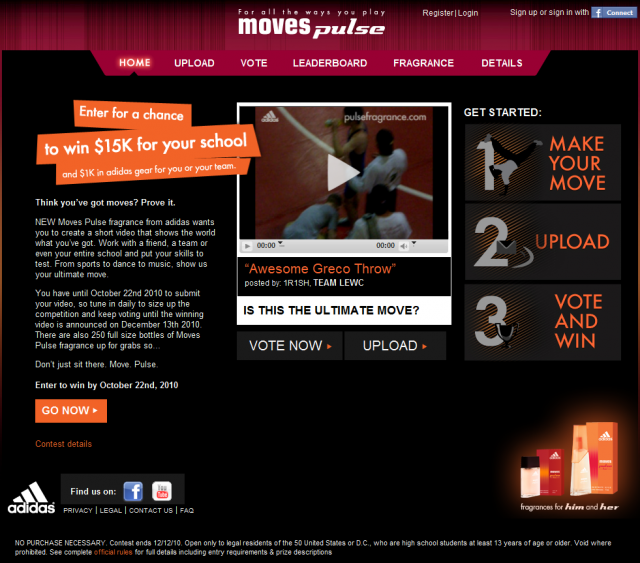 For all the ways you play
moves pulse
Register | Login
Sign up or sign in with f Connect
HOME
UPLOAD
VOTE
LEADERBOARD
FRAGRANCE
DETAILS
Enter for a chance
to win $15K for your school
and $1K in adidas gear for you or your team.
Think you've got moves? Prove it.
NEW Moves Pulse fragrance from adidas wants
you to create a short video that shows the world
what you've got. Work with a friend, a team or
even your entire school and put your skills to
test. From sports to dance to music, show us
your ultimate move.
You have until October 22nd 2010 to submit
your video, so tune in daily to size up the
competition and keep voting until the winning
video is announced on December 13th 2010.
There are also 250 full size bottles of Moves
Pulse fragrance up for grabs so...
Don't just sit there. Move. Pulse.
Enter to win by October 22nd, 2010
GO NOW
Contest details
adidas
pulsefragrance.com
00:00
00:00
"Awesome Greco Throw"
posted by: 1R1SH, TEAM LEWC
IS THIS THE ULTIMATE MOVE?
VOTE NOW
UPLOAD
GET STARTED:
1 MAKE
YOUR
MOVE
2 UPLOAD
3 VOTE
AND
WIN
adidas
adidas
fragrances for him and her
adidas
Find us on: f You Tube
PRIVACY | LEGAL | CONTACT US | FAQ
NO PURCHASE NECESSARY. Contest ends 12/12/10. Open only to legal residents of the 50 United States or D.C., who are high school students at least 13 years of age or older. Void where
prohibited. See complete official rules for full details including entry requirements & prize descriptions